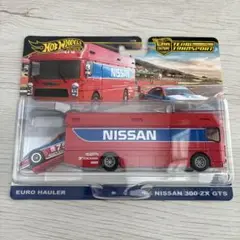 HOT WHEELS
TEAM TRANSPORT
NISSAN
EURO HAULER
NISSAN 300 ZX GTS